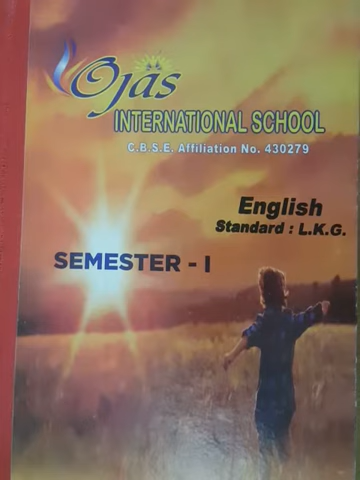 Ojas
INTERNATIONAL SCHOOL
C.B.S.E. Affiliation No. 430279
English
Standard : L.K.G.
SEMESTER - I